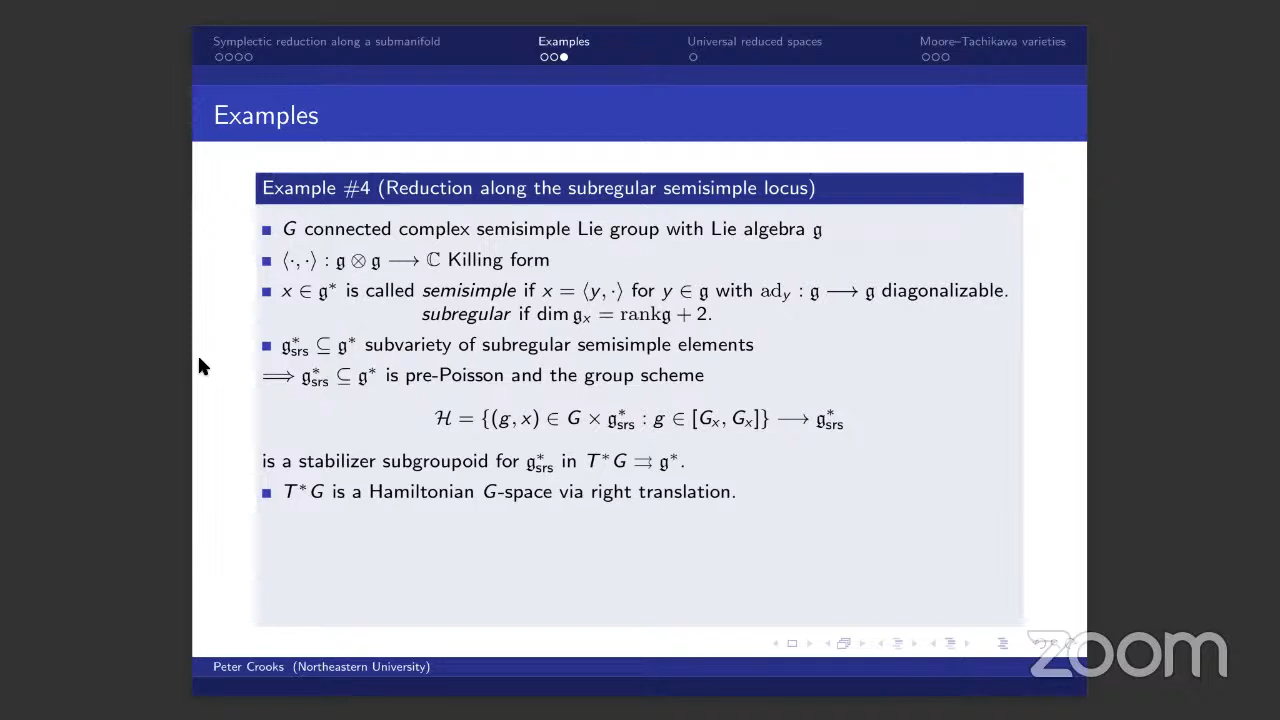 Symplectic reduction along a submanifold Examples Universal reduced spaces Moore–Tachikawa varieties
Examples
Example #4 (Reduction along the subregular semisimple locus)
G connected complex semisimple Lie group with Lie algebra 𝔤
⟨·, ·⟩ : 𝔤 ⊗ 𝔤 ⟶ ℂ Killing form
x ∈ 𝔤* is called semisimple if x = ⟨y, ·⟩ for y ∈ 𝔤 with ad_y : 𝔤 ⟶ 𝔤 diagonalizable.
subregular if dim 𝔤_x = rank𝔤 + 2.
𝔤*_srs ⊆ 𝔤* subvariety of subregular semisimple elements
⟹ 𝔤*_srs ⊆ 𝔤* is pre-Poisson and the group scheme
ℋ = {(g, x) ∈ G × 𝔤*_srs : g ∈ [G_x, G_x]} ⟶ 𝔤*_srs
is a stabilizer subgroupoid for 𝔤*_srs in T*G ⇉ 𝔤*.
T*G is a Hamiltonian G-space via right translation.
zoom
Peter Crooks (Northeastern University)